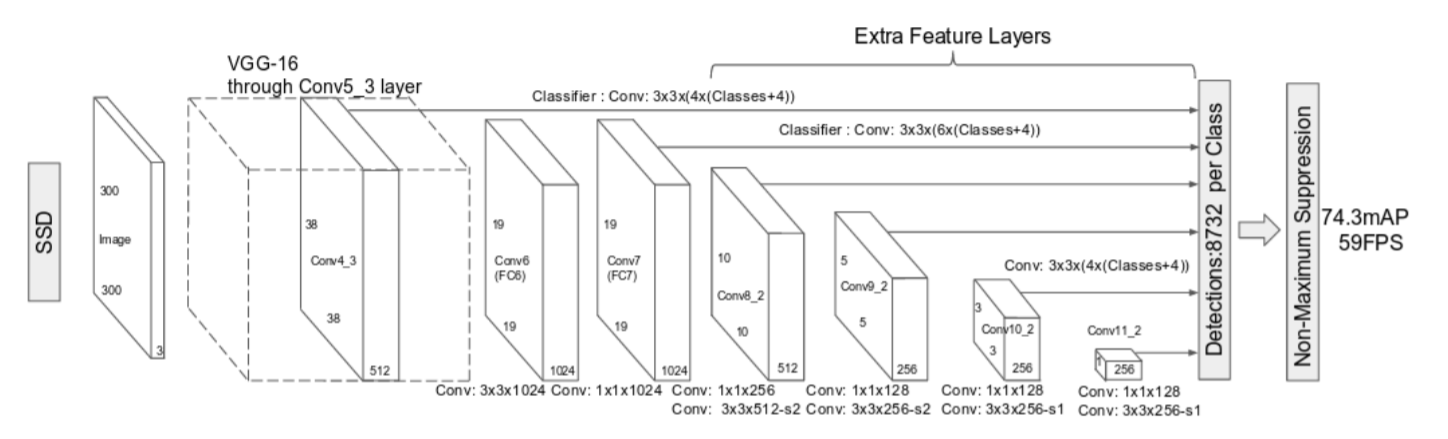 Extra Feature Layers
VGG-16
through Conv5_3 layer
Classifier : Conv: 3x3x(4x(Classes+4))
Classifier : Conv: 3x3x(6x(Classes+4))
SSD
300
Image
300
3
38
Conv4_3
38
512
19
Conv6
(FC6)
19
1024
19
Conv7
(FC7)
19
1024
10
Conv8_2
10
512
5
Conv9_2
5
256
Conv: 3x3x(4x(Classes+4))
3
Conv10_2
3
256
Conv11_2
1
256
Detections:8732 per Class
Non-Maximum Suppression
74.3mAP
59FPS
Conv: 3x3x1024
Conv: 1x1x1024
Conv: 1x1x256
Conv: 3x3x512-s2
Conv: 1x1x128
Conv: 3x3x256-s2
Conv: 1x1x128
Conv: 3x3x256-s1
Conv: 1x1x128
Conv: 3x3x256-s1